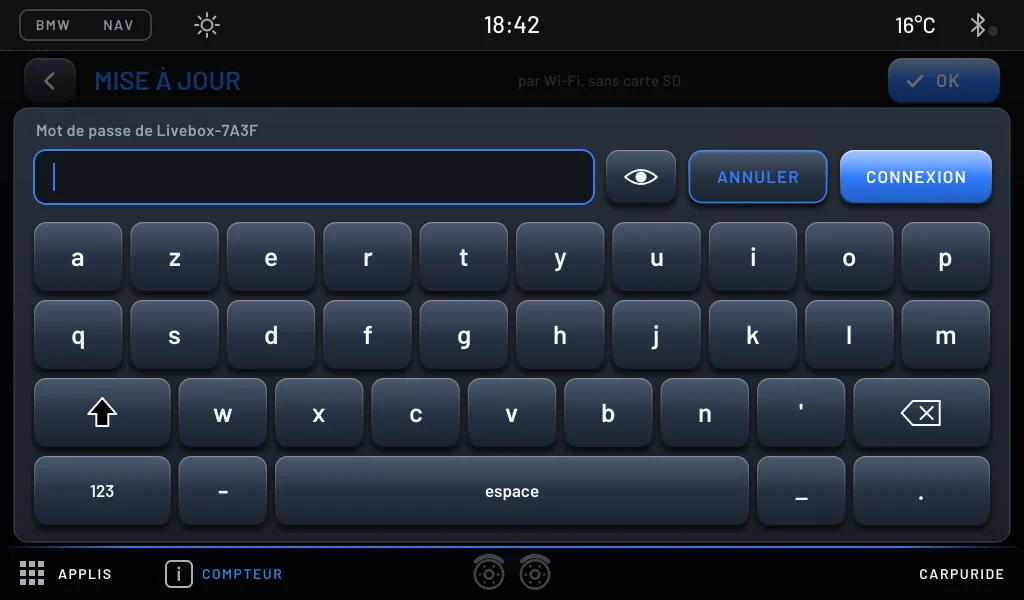 BMW NAV 18:42 16°C
MISE À JOUR par Wi-Fi, sans carte SD OK
Mot de passe de Livebox-7A3F
ANNULER CONNEXION
a z e r t y u i o p
q s d f g h j k l m
w x c v b n '
123 - espace _ .
APPLIS i COMPTEUR CARPURIDE